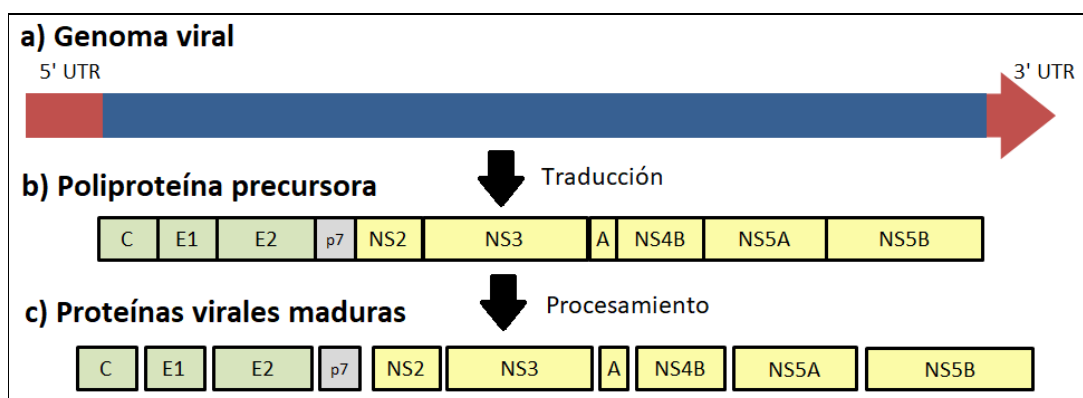 a) Genoma viral
5' UTR 3' UTR
Traducción
b) Poliproteína precursora
C E1 E2 p7 NS2 NS3 A NS4B NS5A NS5B
Procesamiento
c) Proteínas virales maduras
C E1 E2 p7 NS2 NS3 A NS4B NS5A NS5B